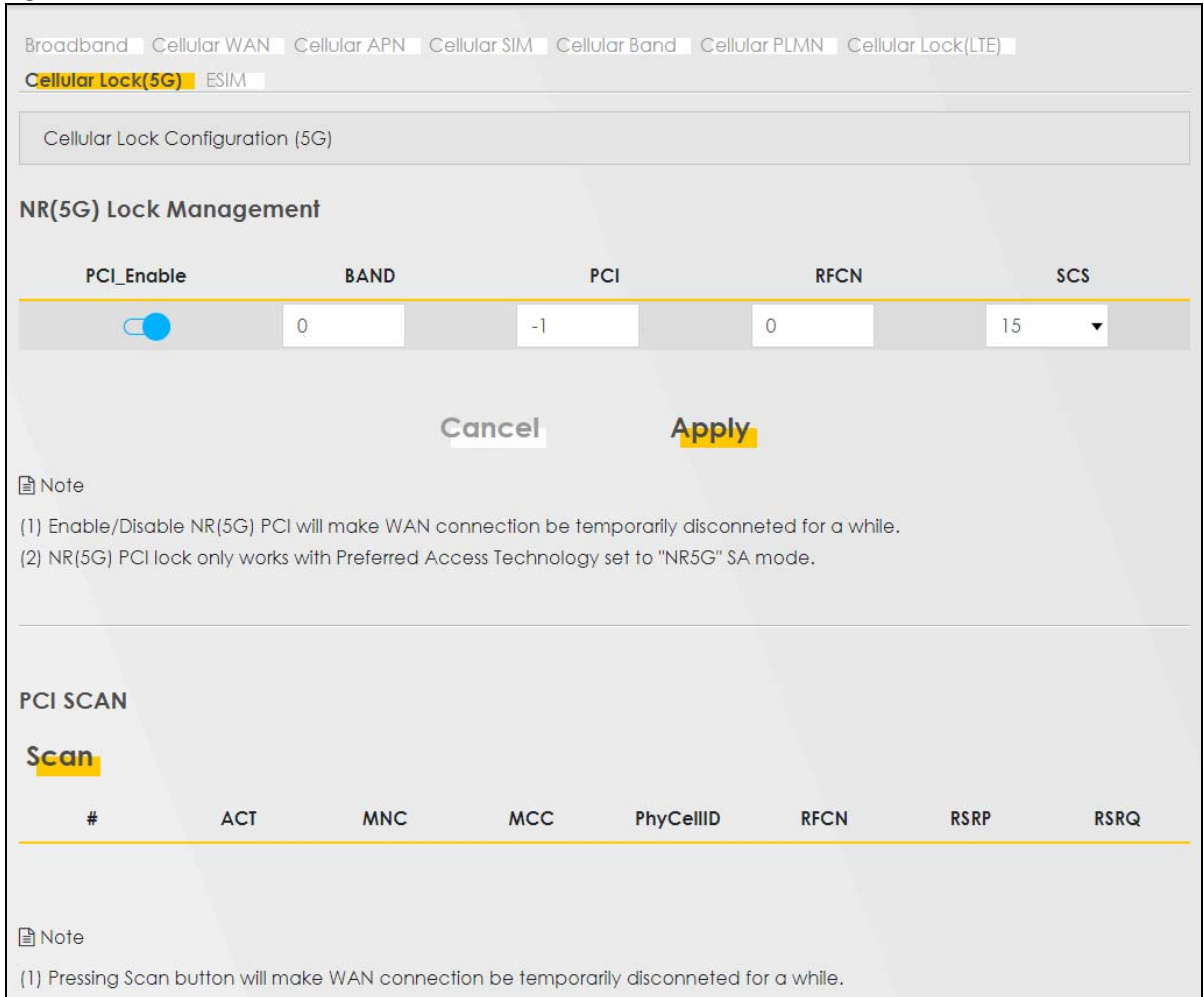 Broadband Cellular WAN Cellular APN Cellular SIM Cellular Band Cellular PLMN Cellular Lock(LTE)
Cellular Lock(5G) ESIM
Cellular Lock Configuration (5G)
NR(5G) Lock Management
PCI_Enable BAND PCI RFCN SCS
0 -1 0 15
Cancel Apply
Note
(1) Enable/Disable NR(5G) PCI will make WAN connection be temporarily disconneted for a while.
(2) NR(5G) PCI lock only works with Preferred Access Technology set to "NR5G" SA mode.
PCI SCAN
Scan
# ACT MNC MCC PhyCellID RFCN RSRP RSRQ
Note
(1) Pressing Scan button will make WAN connection be temporarily disconneted for a while.